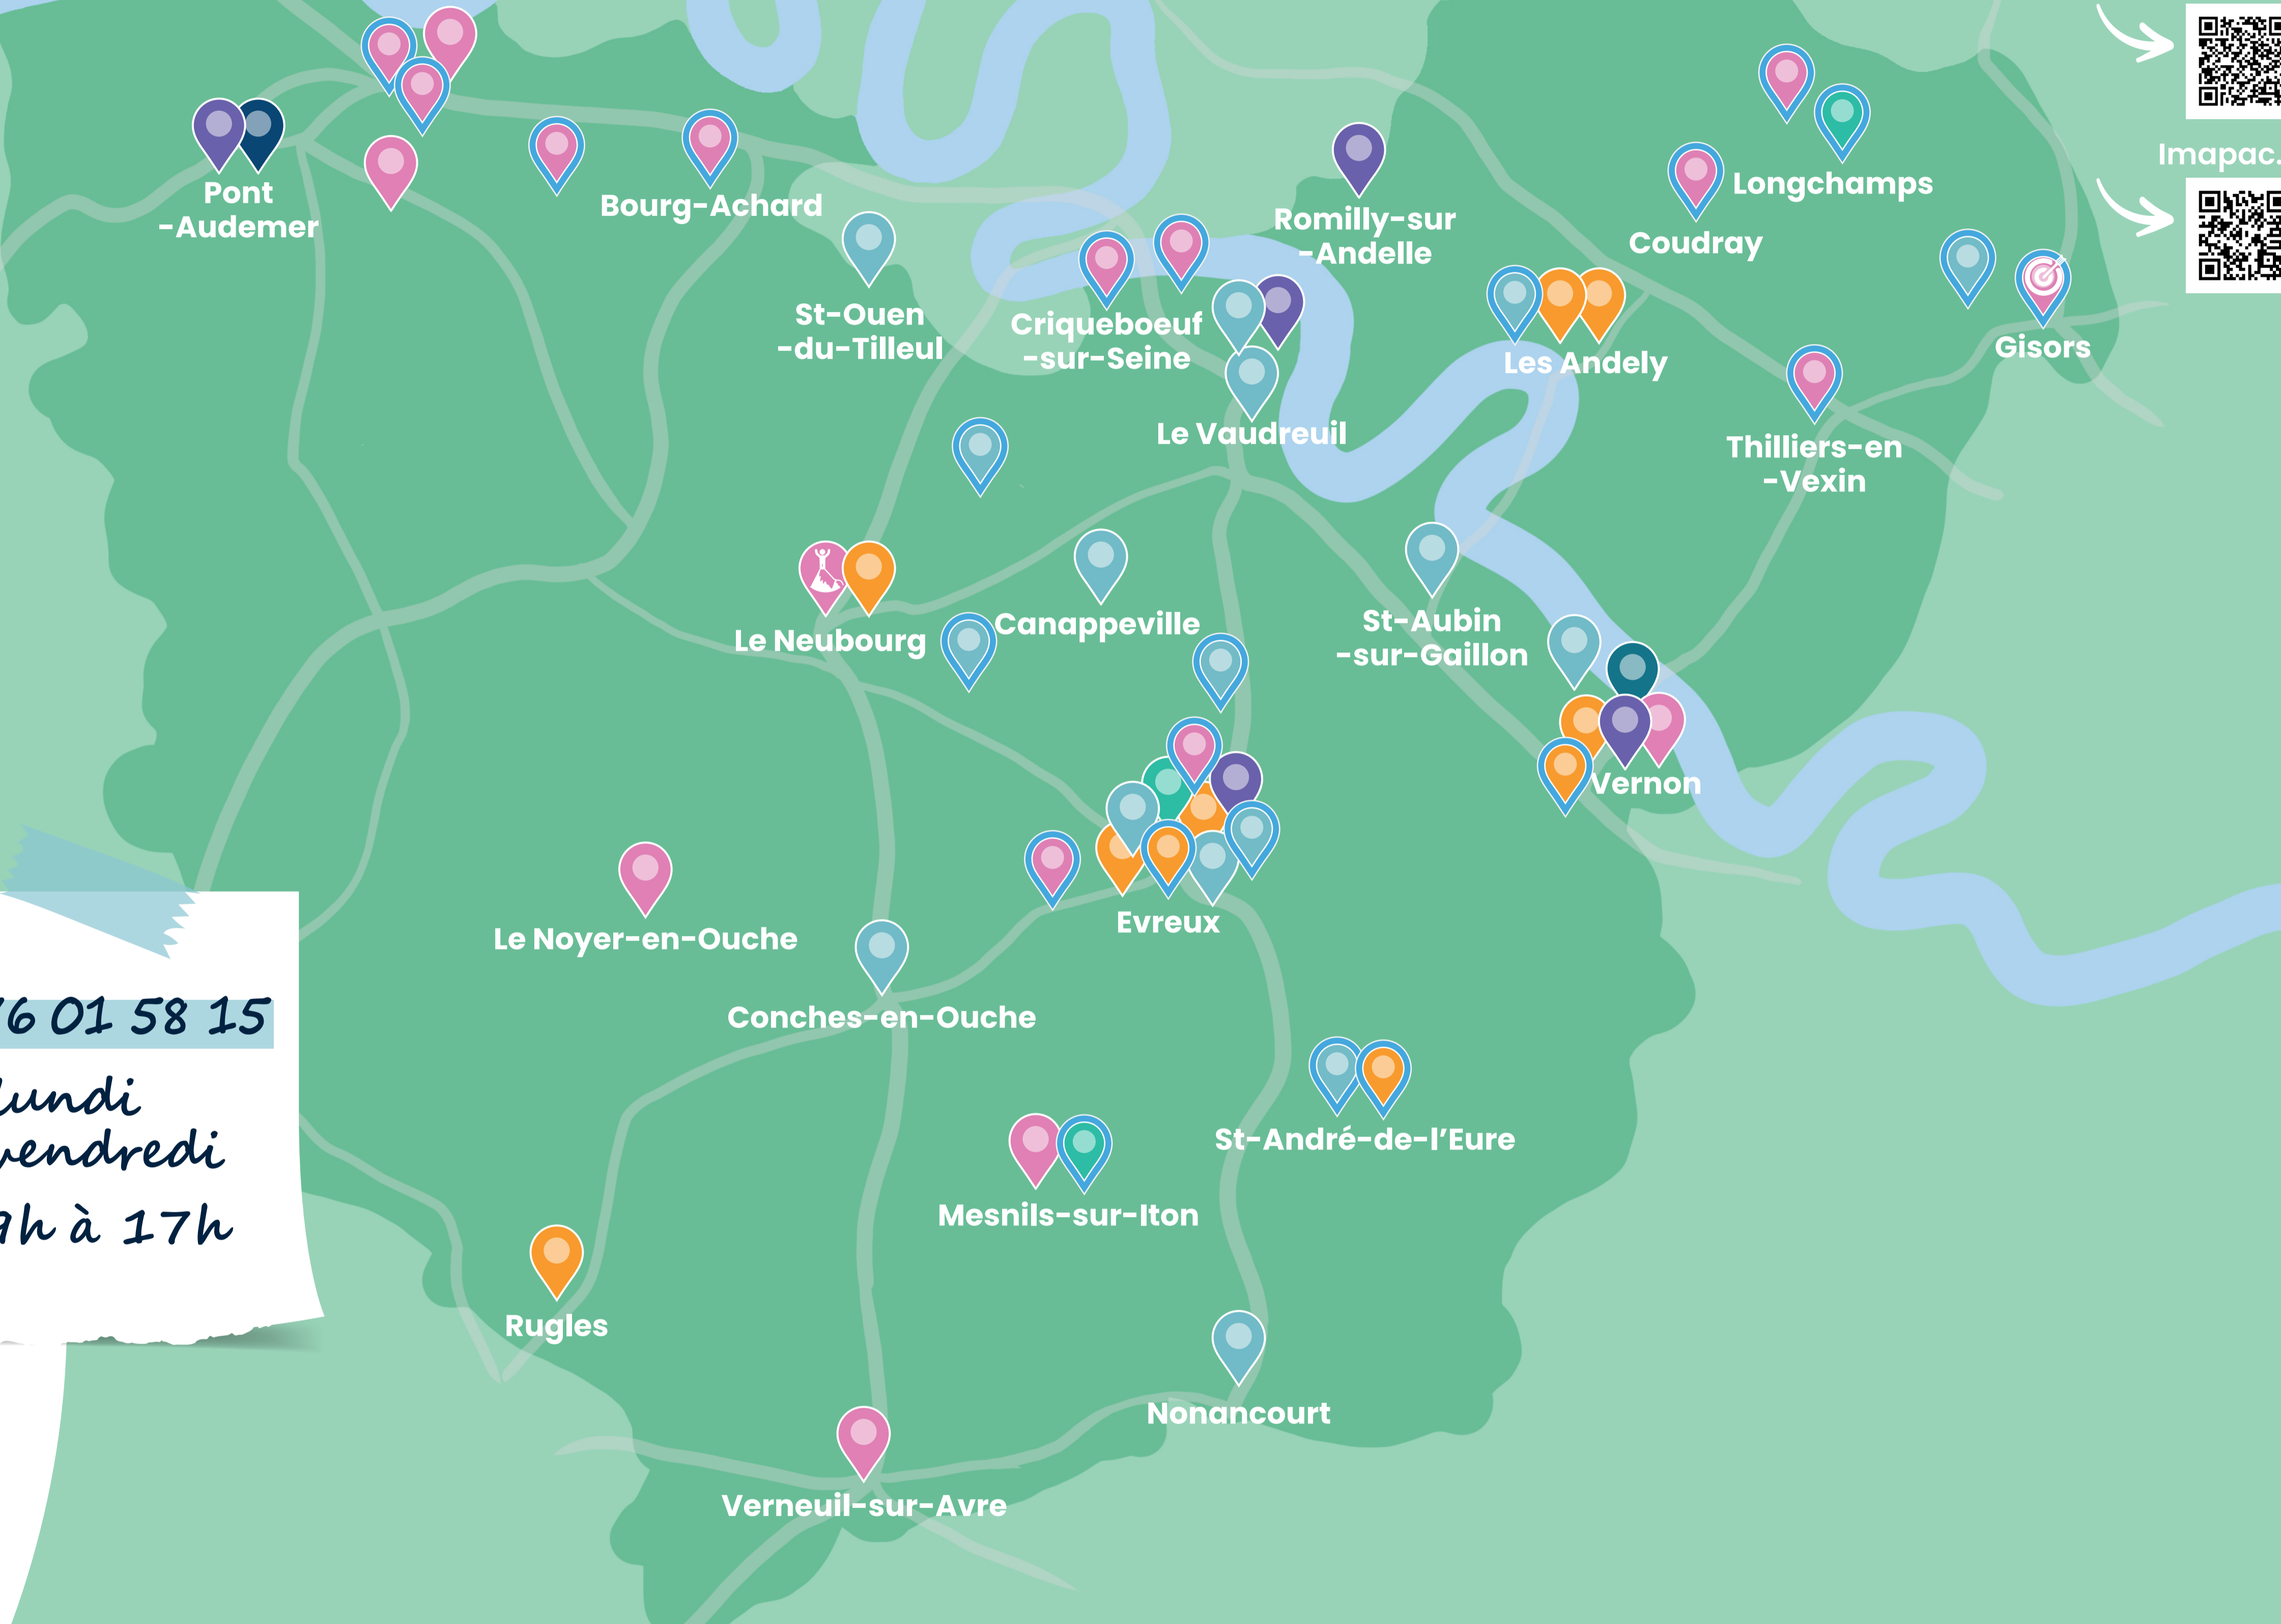 Imapac.
Pont
-Audemer
Bourg-Achard
Romilly-sur
-Andelle
Longchamps
Coudray
St-Ouen
-du-Tilleul
Criqueboeuf
-sur-Seine
Les Andely
Gisors
Le Vaudreuil
Thilliers-en
-Vexin
Le Neubourg
Canappeville
St-Aubin
-sur-Gaillon
Vernon
Evreux
Le Noyer-en-Ouche
Conches-en-Ouche
6 01 58 15
lundi
vendredi
9h à 17h
St-André-de-l'Eure
Mesnils-sur-Iton
Rugles
Nonancourt
Verneuil-sur-Avre